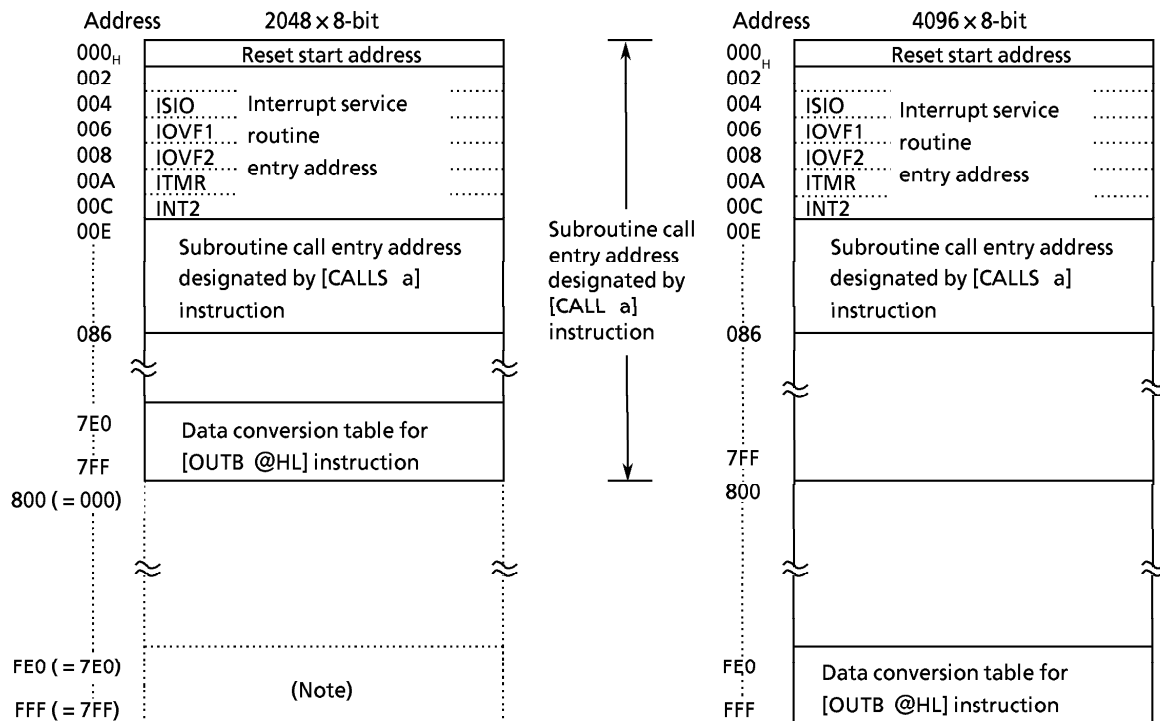 Address 2048 × 8-bit
000H Reset start address
002
004 ISIO Interrupt service
006 IOVF1 routine
008 IOVF2 entry address
00A ITMR
00C INT2
00E
Subroutine call entry address
designated by [CALLS a]
instruction
086
7E0
Data conversion table for
[OUTB @HL] instruction
7FF
800 ( = 000)
FE0 ( = 7E0)
(Note)
FFF ( = 7FF)
Subroutine call
entry address
designated by
[CALL a]
instruction
Address 4096 × 8-bit
000H Reset start address
002
004 ISIO Interrupt service
006 IOVF1 routine
008 IOVF2 entry address
00A ITMR
00C INT2
00E
Subroutine call entry address
designated by [CALLS a]
instruction
086
7FF
800
FE0 Data conversion table for
FFF [OUTB @HL] instruction